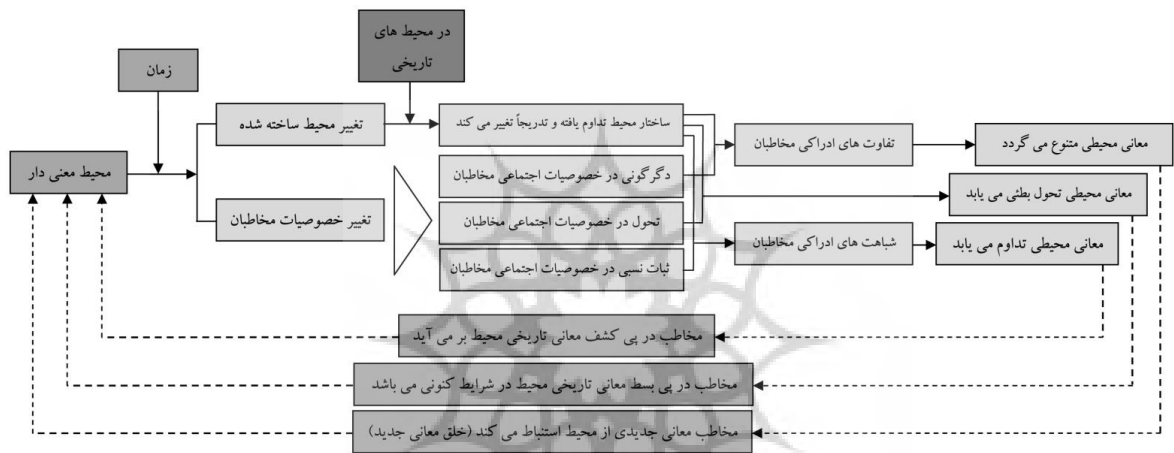 در محیط های
تاریخی
زمان
تغییر محیط ساخته شده
ساختار محیط تداوم یافته و تدریجاً تغییر می کند
تفاوت های ادراکی مخاطبان
معانی محیطی متنوع می گردد
محیط معنی دار
دگرگونی در خصوصیات اجتماعی مخاطبان
معانی محیطی تحول بطئی می یابد
تغییر خصوصیات مخاطبان
تحول در خصوصیات اجتماعی مخاطبان
شباهت های ادراکی مخاطبان
معانی محیطی تداوم می یابد
ثبات نسبی در خصوصیات اجتماعی مخاطبان
مخاطب در پی کشف معانی تاریخی محیط بر می آید
مخاطب در پی بسط معانی تاریخی محیط در شرایط کنونی می باشد
مخاطب معانی جدیدی از محیط استنباط می کند (خلق معانی جدید)